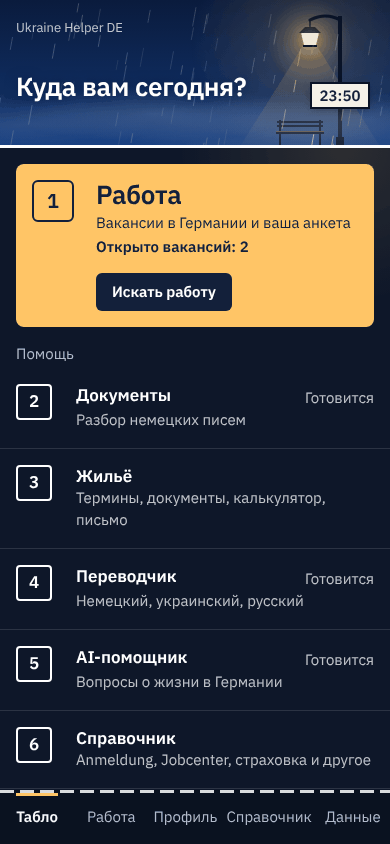 Ukraine Helper DE
Куда вам сегодня?
23:50
1
Работа
Вакансии в Германии и ваша анкета
Открыто вакансий: 2
Искать работу
Помощь
2
Документы
Готовится
Разбор немецких писем
3
Жильё
Термины, документы, калькулятор,
письмо
4
Переводчик
Готовится
Немецкий, украинский, русский
5
AI-помощник
Готовится
Вопросы о жизни в Германии
6
Справочник
Anmeldung, Jobcenter, страховка и другое
Табло Работа Профиль Справочник Данные